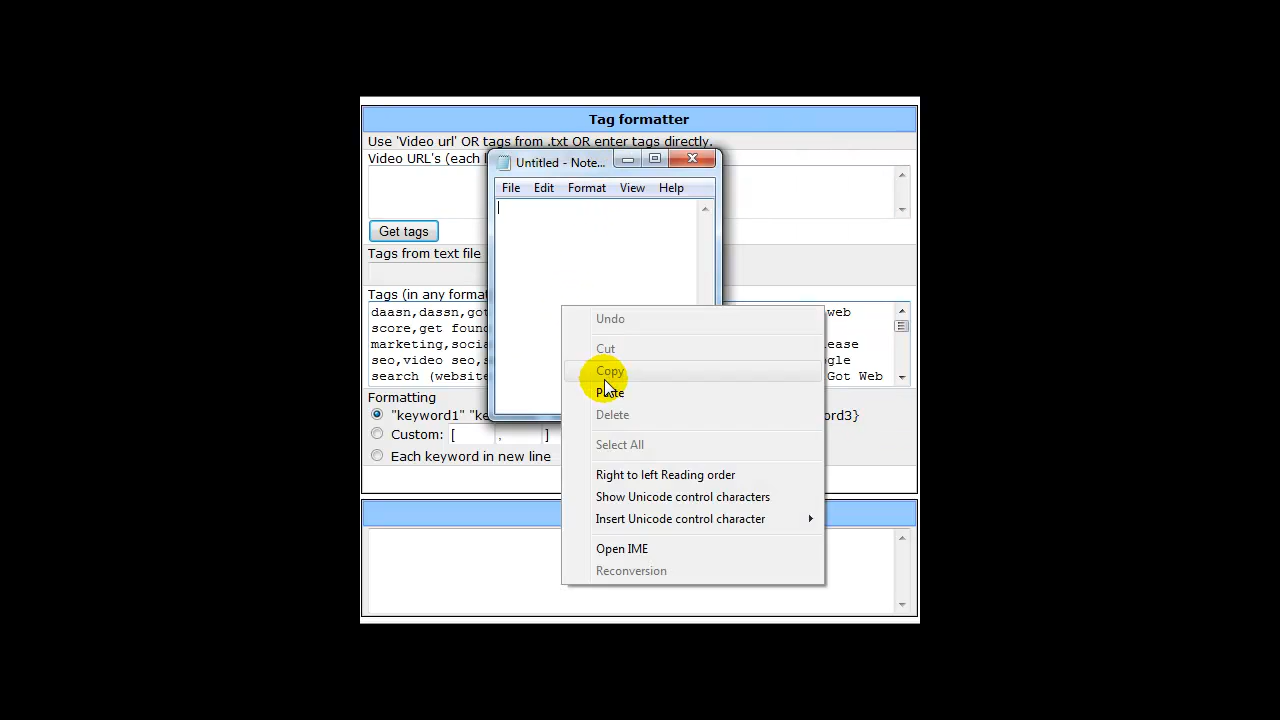 Tag formatter
Use 'Video url' OR tags from .txt OR enter tags directly.
Video URL's (each l
Untitled - Note...
File Edit Format View Help
Get tags
Tags from text file
Tags (in any forma
daasn,dassn,got web
score,get foun
marketing,socia ease
seo,video seo,s gle
search (website Got Web
Formatting
"keyword1" "ke ord3}
Custom: [ , ]
Each keyword in new line
Undo
Cut
Copy
Paste
Delete
Select All
Right to left Reading order
Show Unicode control characters
Insert Unicode control character
Open IME
Reconversion